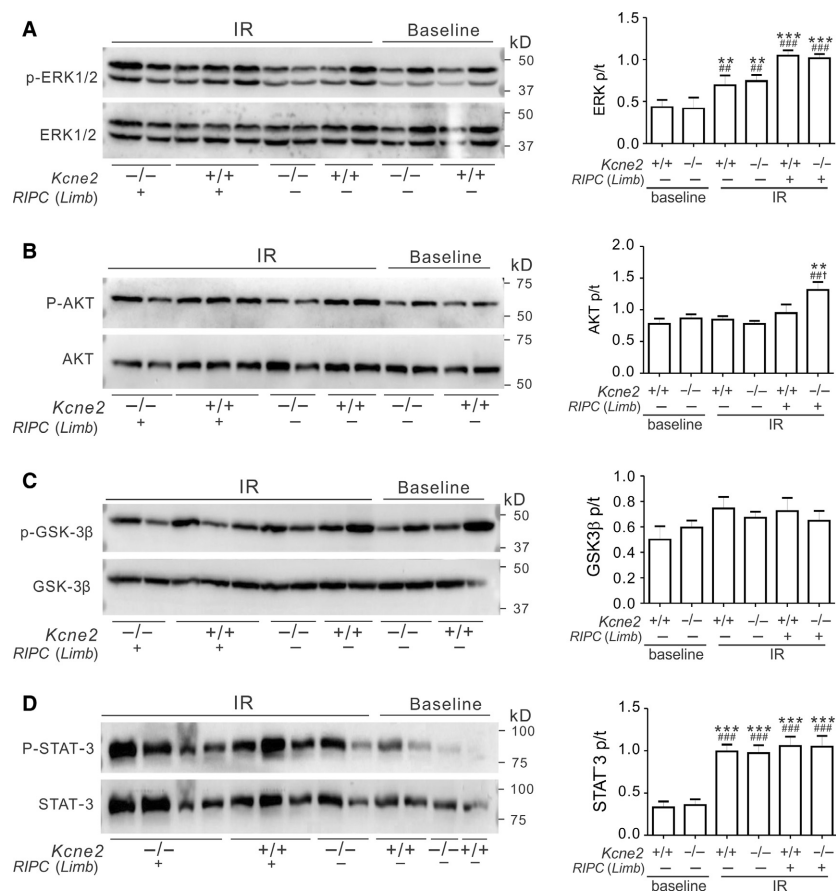 A
IR Baseline
kD
p-ERK1/2
50
37
ERK1/2
50
37
Kcne2 −/− +/+ −/− +/+ −/− +/+
RIPC (Limb) + + − − − −
ERK p/t
1.5
1.0
0.5
0.0
** ## ** ## *** ### *** ###
Kcne2 +/+ −/− +/+ −/− +/+ −/−
RIPC (Limb) − − − − + +
baseline IR
B
IR Baseline
kD
P-AKT
75
50
AKT
75
50
Kcne2 −/− +/+ −/− +/+ −/− +/+
RIPC (Limb) + + − − − −
AKT p/t
2.0
1.5
1.0
0.5
0.0
**
##†
Kcne2 +/+ −/− +/+ −/− +/+ −/−
RIPC (Limb) − − − − + +
baseline IR
C
IR Baseline
kD
p-GSK-3β
50
37
GSK-3β
50
37
Kcne2 −/− +/+ −/− +/+ −/− +/+
RIPC (Limb) + + − − − −
GSK3β p/t
1.0
0.8
0.6
0.4
0.2
0.0
Kcne2 +/+ −/− +/+ −/− +/+ −/−
RIPC (Limb) − − − − + +
baseline IR
D
IR Baseline
kD
P-STAT-3
100
75
STAT-3
100
75
Kcne2 −/− +/+ −/− +/+ −/− +/+
RIPC (Limb) + + − − − −
STAT-3 p/t
1.5
1.0
0.5
0.0
*** *** *** ***
### ### ### ###
Kcne2 +/+ −/− +/+ −/− +/+ −/−
RIPC (Limb) − − − − + +
baseline IR